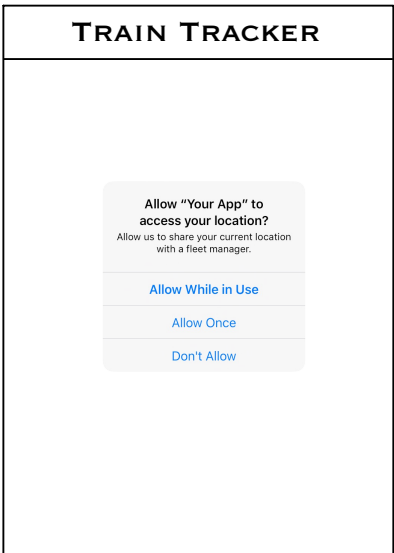 TRAIN TRACKER
Allow “Your App” to
access your location?
Allow us to share your current location
with a fleet manager.
Allow While in Use
Allow Once
Don't Allow